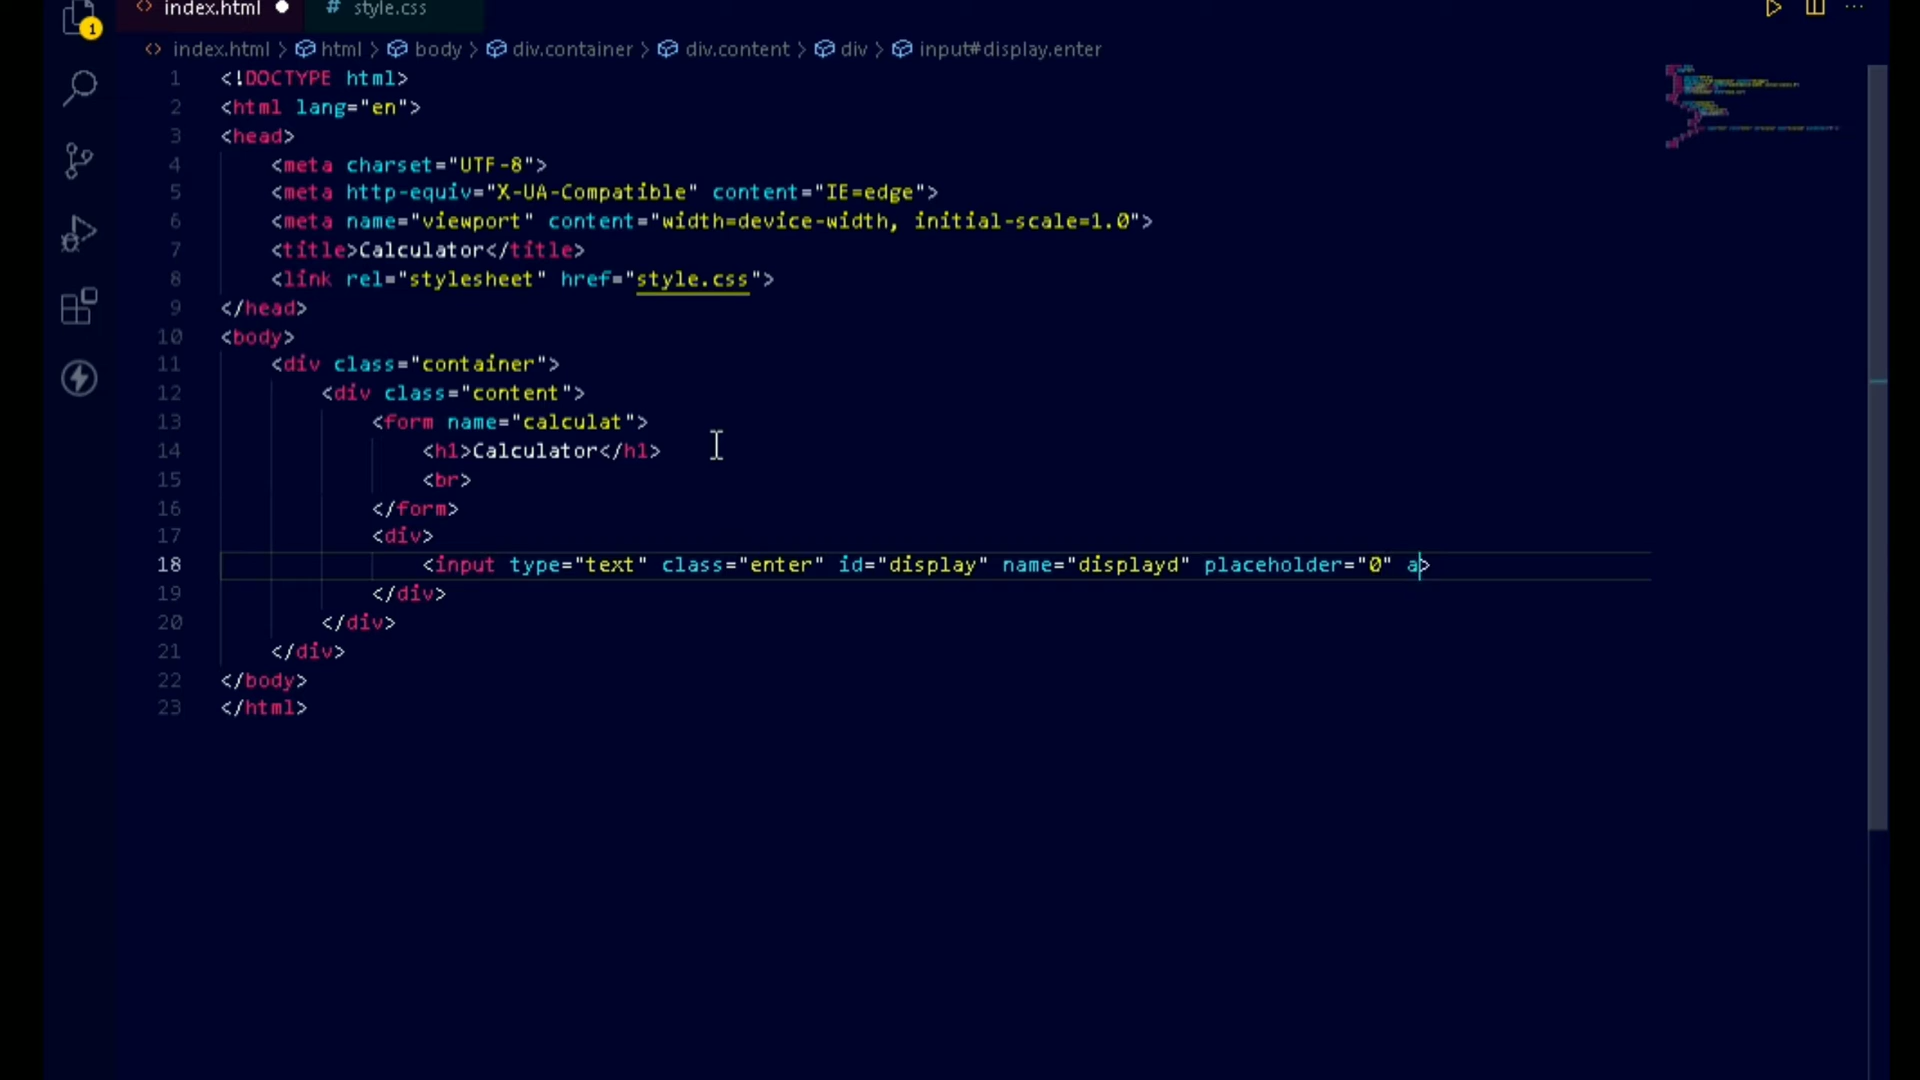 index.html
style.css
1
index.html > html > body > div.container > div.content > div > input#display.enter
1 <!DOCTYPE html>
2 <html lang="en">
3 <head>
4 <meta charset="UTF-8">
5 <meta http-equiv="X-UA-Compatible" content="IE=edge">
6 <meta name="viewport" content="width=device-width, initial-scale=1.0">
7 <title>Calculator</title>
8 <link rel="stylesheet" href="style.css">
9 </head>
10 <body>
11 <div class="container">
12 <div class="content">
13 <form name="calculat">
14 <h1>Calculator</h1>
15 <br>
16 </form>
17 <div>
18 <input type="text" class="enter" id="display" name="displayd" placeholder="0" a>
19 </div>
20 </div>
21 </div>
22 </body>
23 </html>